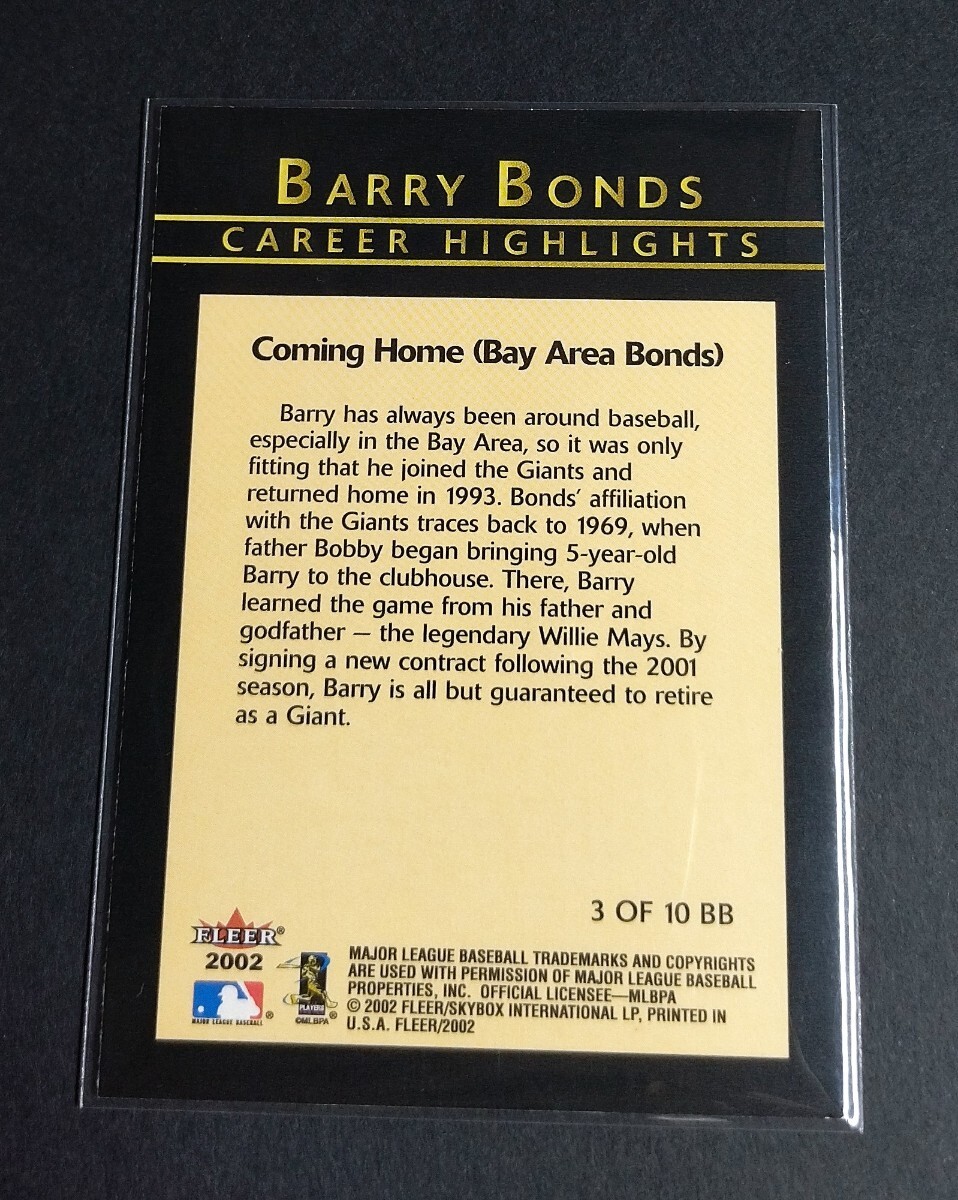 BARRY BONDS
CAREER HIGHLIGHTS
Coming Home (Bay Area Bonds)
Barry has always been around baseball,
especially in the Bay Area, so it was only
fitting that he joined the Giants and
returned home in 1993. Bonds' affiliation
with the Giants traces back to 1969, when
father Bobby began bringing 5-year-old
Barry to the clubhouse. There, Barry
learned the game from his father and
godfather — the legendary Willie Mays. By
signing a new contract following the 2001
season, Barry is all but guaranteed to retire
as a Giant.
3 OF 10 BB
FLEER®
2002
MAJOR LEAGUE BASEBALL ®
PLAYERS ®
©MLBPA
MAJOR LEAGUE BASEBALL TRADEMARKS AND COPYRIGHTS
ARE USED WITH PERMISSION OF MAJOR LEAGUE BASEBALL
PROPERTIES, INC. OFFICIAL LICENSEE—MLBPA
© 2002 FLEER/SKYBOX INTERNATIONAL LP, PRINTED IN
U.S.A. FLEER/2002